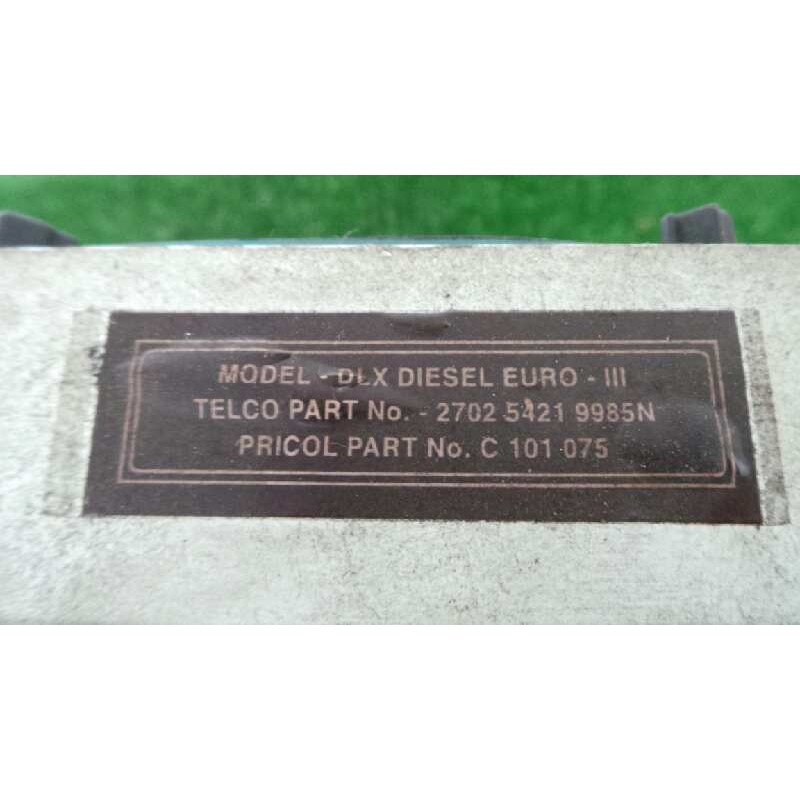 MODEL - DLX DIESEL EURO - III
TELCO PART No. - 2702 5421 9985N
PRICOL PART No. C 101 075